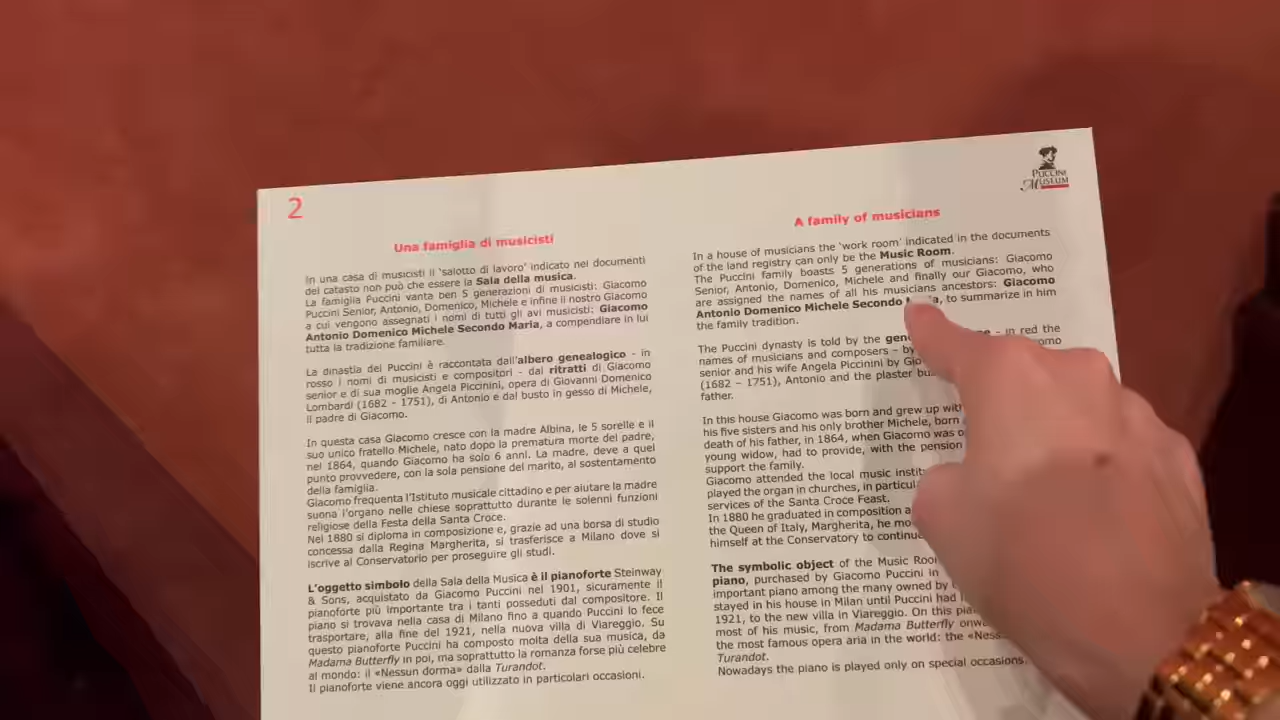 2
PUCCINI
MUSEUM
Una famiglia di musicisti
In una casa di musicisti il 'salotto di lavoro' indicato nei documenti
del catasto non può che essere la Sala della musica.
La famiglia Puccini vanta ben 5 generazioni di musicisti: Giacomo
Puccini Senior, Antonio, Domenico, Michele e infine il nostro Giacomo
a cui vengono assegnati i nomi di tutti gli avi musicisti: Giacomo
Antonio Domenico Michele Secondo Maria, a compendiare in lui
tutta la tradizione familiare.
La dinastia dei Puccini è raccontata dall'albero genealogico - in
rosso i nomi di musicisti e compositori - dai ritratti di Giacomo
senior e di sua moglie Angela Piccinini, opera di Giovanni Domenico
Lombardi (1682 - 1751), di Antonio e dal busto in gesso di Michele,
il padre di Giacomo.
In questa casa Giacomo cresce con la madre Albina, le 5 sorelle e il
suo unico fratello Michele, nato dopo la prematura morte del padre,
nel 1864, quando Giacomo ha solo 6 anni. La madre, deve a quel
punto provvedere, con la sola pensione del marito, al sostentamento
della famiglia.
Giacomo frequenta l'Istituto musicale cittadino e per aiutare la madre
suona l'organo nelle chiese soprattutto durante le solenni funzioni
religiose della Festa della Santa Croce.
Nel 1880 si diploma in composizione e, grazie ad una borsa di studio
concessa dalla Regina Margherita, si trasferisce a Milano dove si
iscrive al Conservatorio per proseguire gli studi.
L'oggetto simbolo della Sala della Musica è il pianoforte Steinway
& Sons, acquistato da Giacomo Puccini nel 1901, sicuramente il
pianoforte più importante tra i tanti posseduti dal compositore. Il
piano si trovava nella casa di Milano fino a quando Puccini lo fece
trasportare, alla fine del 1921, nella nuova villa di Viareggio. Su
questo pianoforte Puccini ha composto molta della sua musica, da
Madama Butterfly in poi, ma soprattutto la romanza forse più celebre
al mondo: il «Nessun dorma» dalla Turandot.
Il pianoforte viene ancora oggi utilizzato in particolari occasioni.
A family of musicians
In a house of musicians the 'work room' indicated in the documents
of the land registry can only be the Music Room.
The Puccini family boasts 5 generations of musicians: Giacomo
Senior, Antonio, Domenico, Michele and finally our Giacomo, who
are assigned the names of all his musicians ancestors: Giacomo
Antonio Domenico Michele Secondo to summarize in him
the family tradition.
The Puccini dynasty is told by the - in red the
names of musicians and composers - by
senior and his wife Angela Piccinini by
(1682 - 1751), Antonio and the plaster
father.
In this house Giacomo was born and grew up with
his five sisters and his only brother Michele, born
death of his father, in 1864, when Giacomo was
young widow, had to provide, with the pension
support the family.
Giacomo attended the local music
played the organ in churches, in
services of the Santa Croce Feast.
In 1880 he graduated in composition
the Queen of Italy, Margherita, he
himself at the Conservatory to
The symbolic object of the Music
piano, purchased by Giacomo Puccini in
important piano among the many owned by
stayed in his house in Milan until Puccini had
1921, to the new villa in Viareggio. On this
most of his music, from Madama Butterfly
the most famous opera aria in the world: the
Turandot.
Nowadays the piano is played only on special occasions.